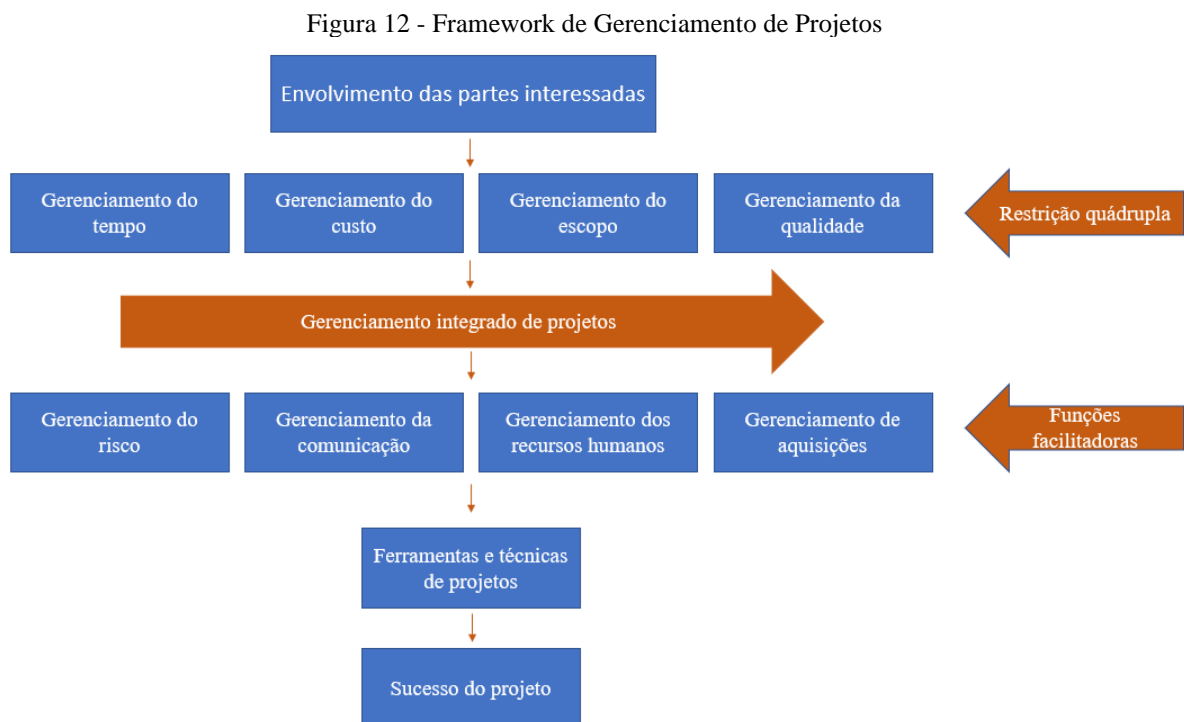 Figura 12 - Framework de Gerenciamento de Projetos
Envolvimento das partes interessadas
Gerenciamento do
tempo
Gerenciamento do
custo
Gerenciamento do
escopo
Gerenciamento da
qualidade
Restrição quádrupla
Gerenciamento integrado de projetos
Gerenciamento do
risco
Gerenciamento da
comunicação
Gerenciamento dos
recursos humanos
Gerenciamento de
aquisições
Funções
facilitadoras
Ferramentas e técnicas
de projetos
Sucesso do projeto